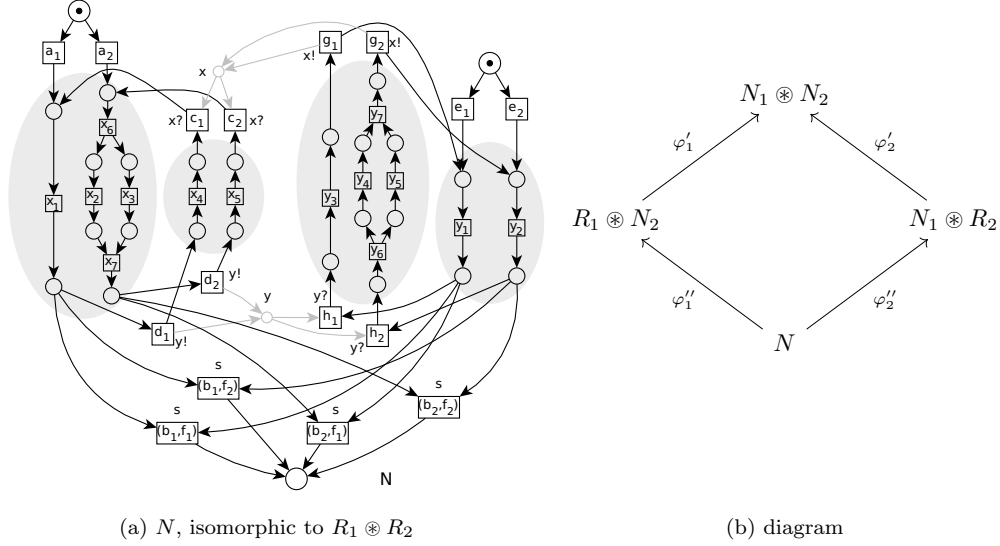 a₁ a₂ x g₁ g₂ x!
x!
x? c₁ c₂ x? e₁ e₂
x₆ y₇
x₂ x₃ x₄ x₅ y₄ y₅
x₁ y₃
y₁ y₂
x₇ y₆
d₂ y! y y?
d₁ y! h₁
y? h₂
s
(b₁,f₂) s
s s (b₂,f₂)
(b₁,f₁) (b₂,f₁)
N
(a) N, isomorphic to R₁ ⊛ R₂
N₁ ⊛ N₂
φ′₁ φ′₂
R₁ ⊛ N₂ N₁ ⊛ R₂
φ″₁ φ″₂
N
(b) diagram